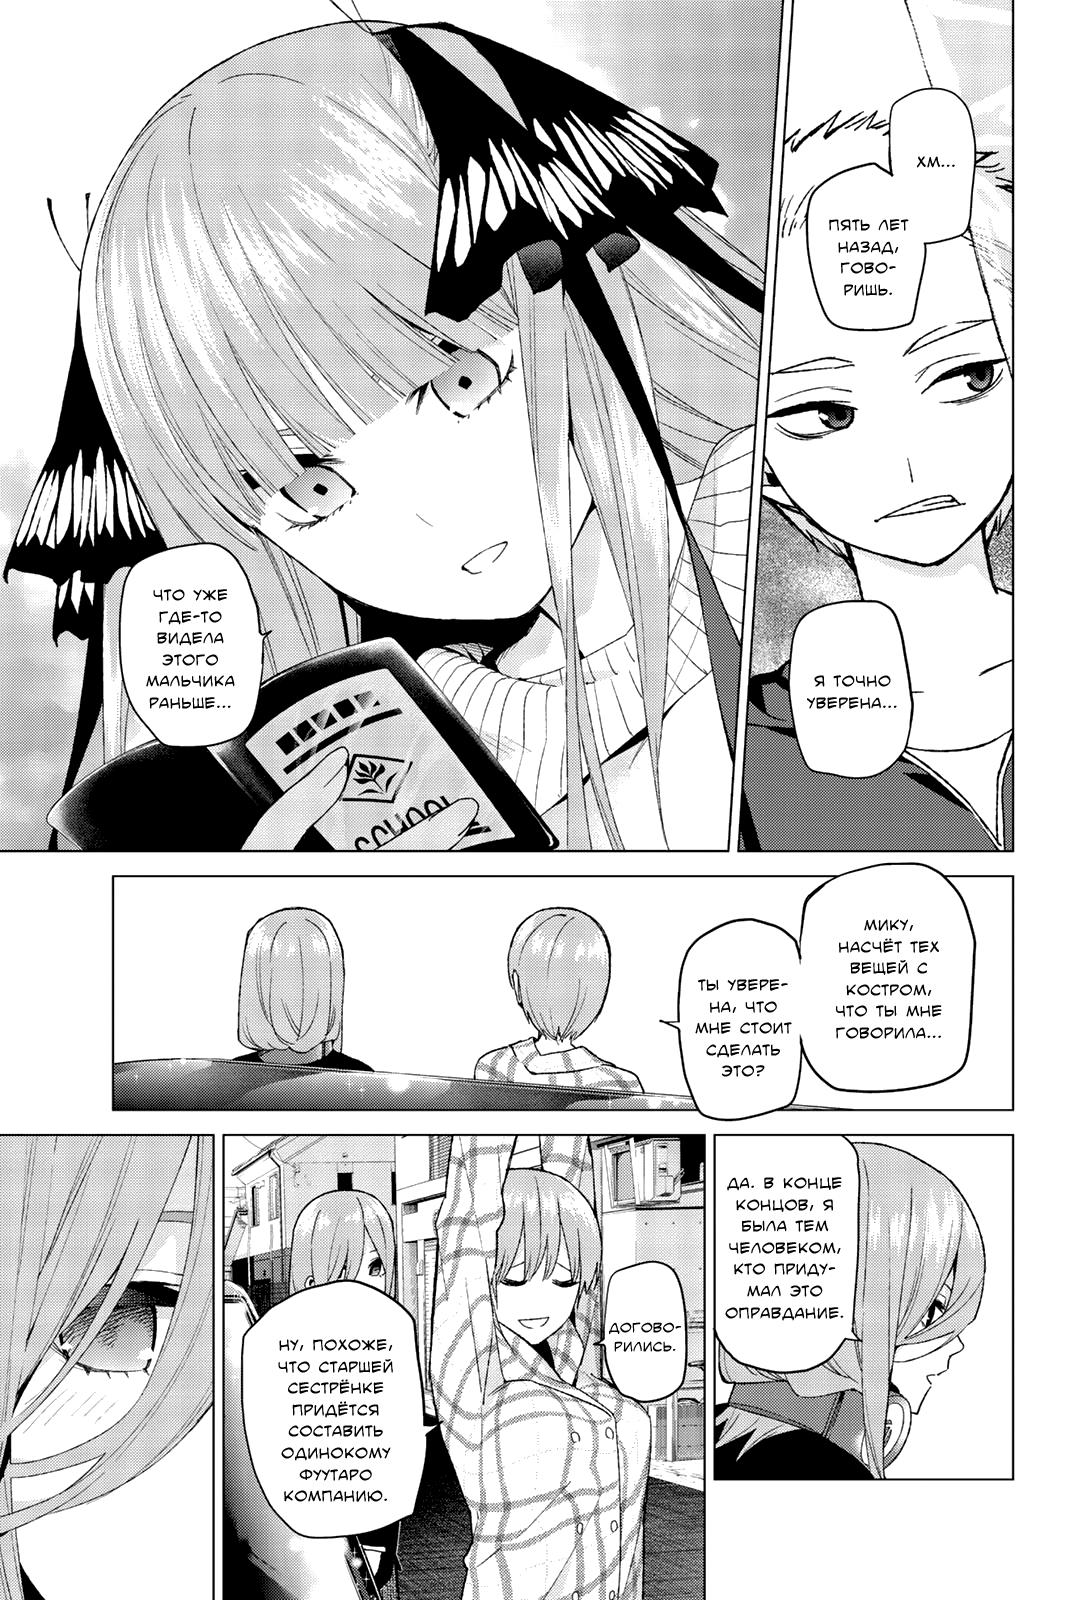 ХМ...
ПЯТЬ ЛЕТ
НАЗАД,
ГОВО-
РИШЬ.
Я ТОЧНО
УВЕРЕНА...
ЧТО УЖЕ
ГДЕ-ТО
ВИДЕЛА
ЭТОГО
МАЛЬЧИКА
РАНЬШЕ...
SCHOOL
МИКУ,
НАСЧЁТ ТЕХ
ВЕЩЕЙ С
КОСТРОМ,
ЧТО ТЫ МНЕ
ГОВОРИЛА...
ТЫ УВЕРЕ-
НА, ЧТО
МНЕ СТОИТ
СДЕЛАТЬ
ЭТО?
ДА. В КОНЦЕ
КОНЦОВ, Я
БЫЛА ТЕМ
ЧЕЛОВЕКОМ,
КТО ПРИДУ-
МАЛ ЭТО
ОПРАВДАНИЕ.
ДОГОВО-
РИЛИСЬ.
НУ, ПОХОЖЕ,
ЧТО СТАРШЕЙ
СЕСТРЁНКЕ
ПРИДЁТСЯ
СОСТАВИТЬ
ОДИНОКОМУ
ФУУТАРО
КОМПАНИЮ.